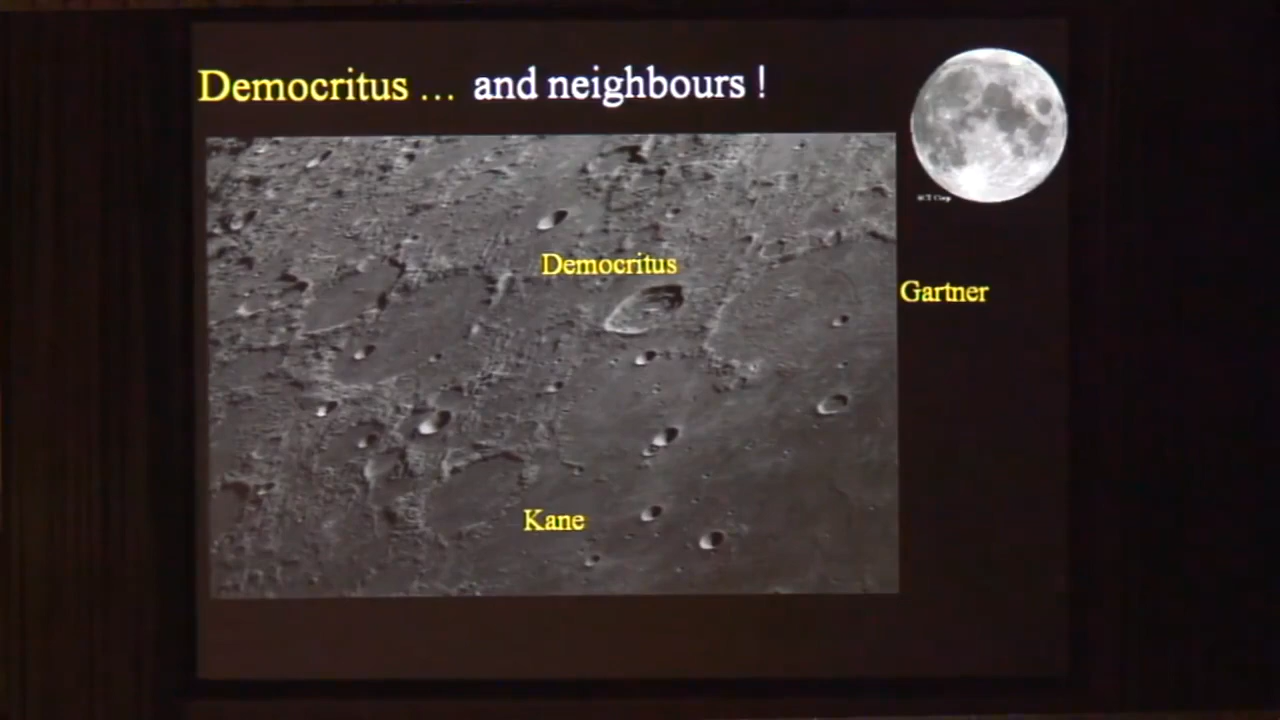 Democritus ... and neighbours !
Democritus
Gartner
Kane